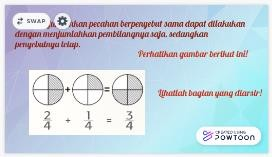 SWAP
kan pecahan berpenyebut sama dapat dilakukan
dengan menjumlahkan pembilangnya saja, sedangkan
penyebutnya tetap.
Perhatikan gambar berikut ini!
Lihatlah bagian yang diarsir!
+ =
2/4 + 1/4 = 3/4
CREATED USING
POWTOON